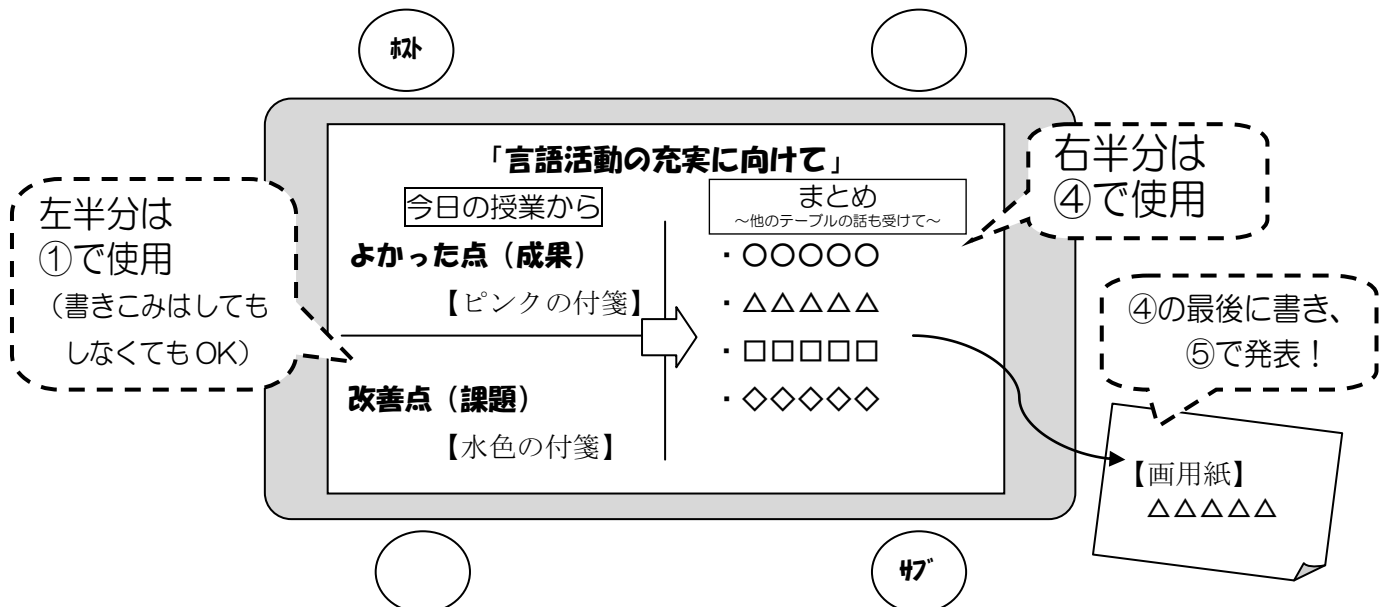 ホスト
「言語活動の充実に向けて」
左半分は
①で使用
（書きこみはしても
しなくてもOK）
今日の授業から
よかった点（成果）
【ピンクの付箋】
改善点（課題）
【水色の付箋】
まとめ
～他のテーブルの話も受けて～
・○○○○○
・△△△△△
・□□□□□
・◇◇◇◇◇
右半分は
④で使用
④の最後に書き、
⑤で発表！
【画用紙】
△△△△△
サブ